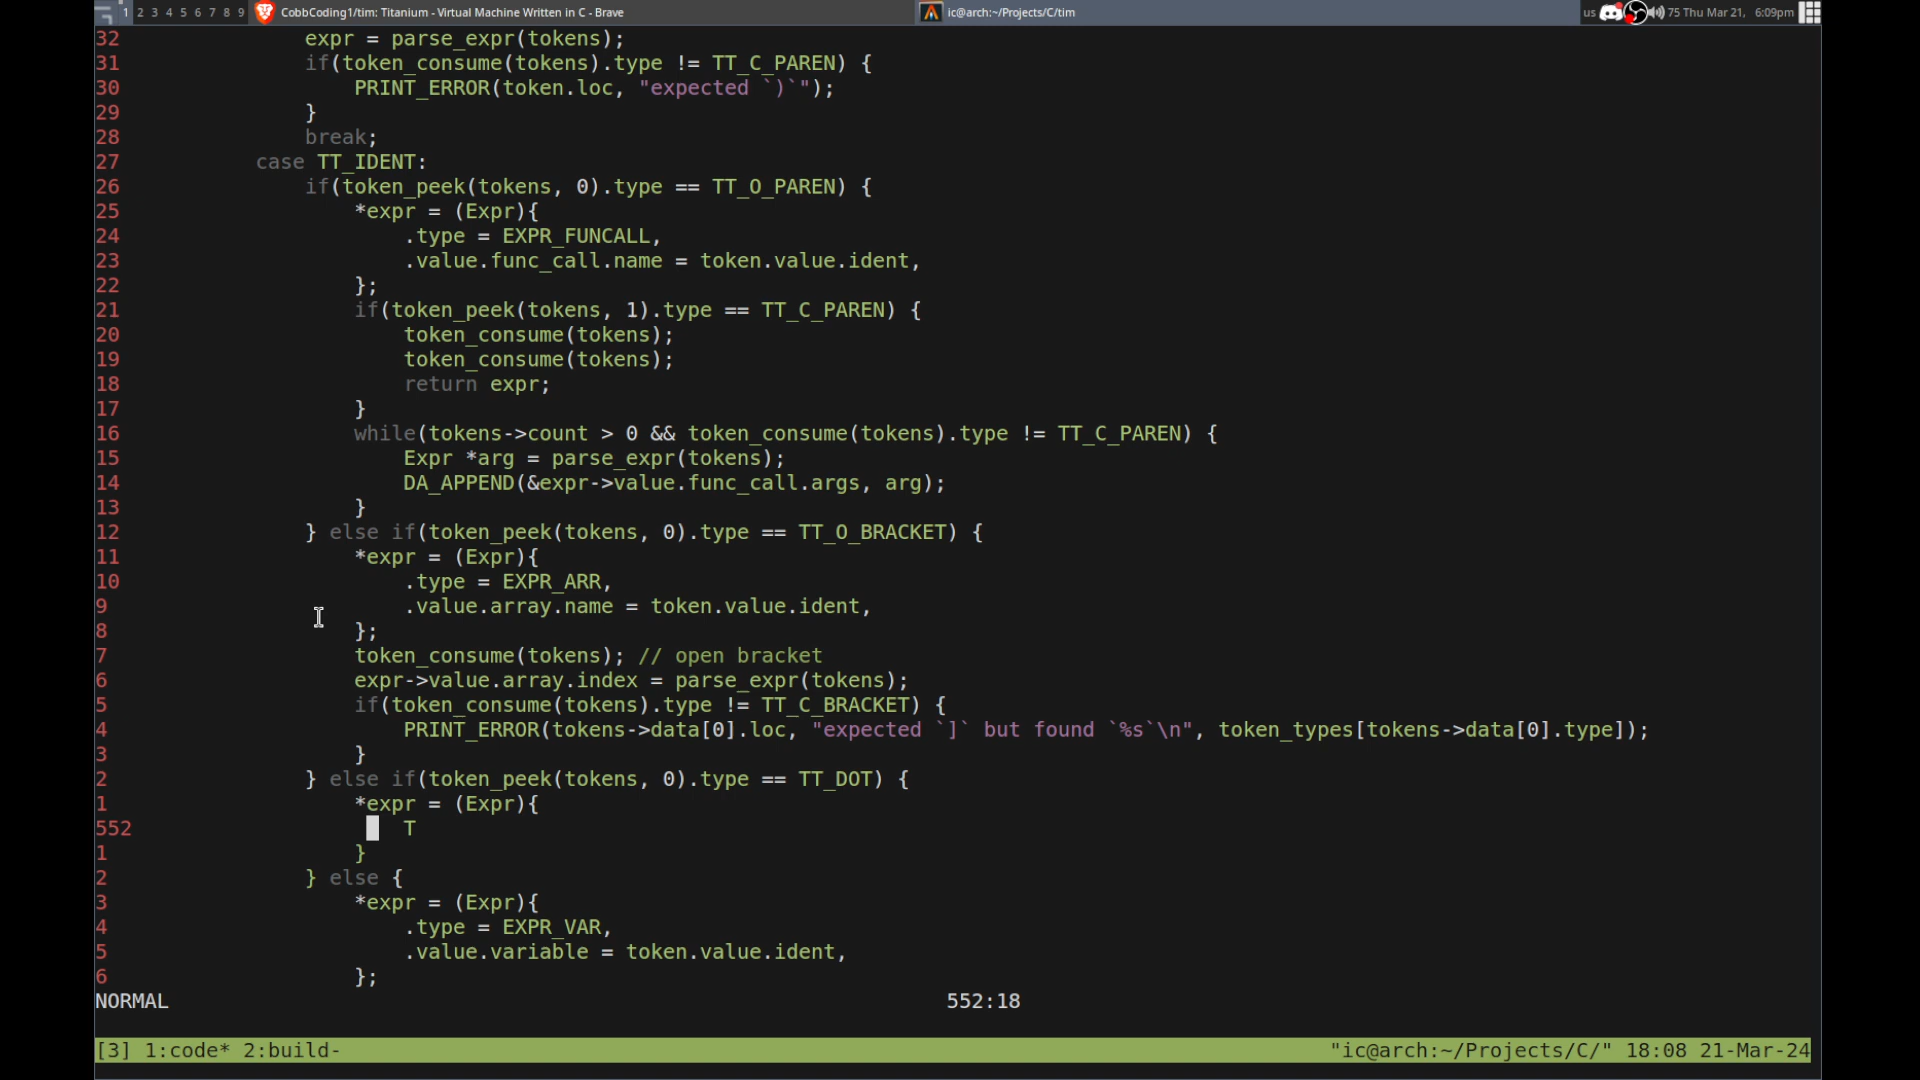 1 2 3 4 5 6 7 8 9 CobbCoding1/tim: Titanium - Virtual Machine Written in C - Brave ic@arch:~/Projects/C/tim us 75 Thu Mar 21, 6:09pm
32 expr = parse_expr(tokens);
31 if(token_consume(tokens).type != TT_C_PAREN) {
30 PRINT_ERROR(token.loc, "expected `)`");
29 }
28 break;
27 case TT_IDENT:
26 if(token_peek(tokens, 0).type == TT_O_PAREN) {
25 *expr = (Expr){
24 .type = EXPR_FUNCALL,
23 .value.func_call.name = token.value.ident,
22 };
21 if(token_peek(tokens, 1).type == TT_C_PAREN) {
20 token_consume(tokens);
19 token_consume(tokens);
18 return expr;
17 }
16 while(tokens->count > 0 && token_consume(tokens).type != TT_C_PAREN) {
15 Expr *arg = parse_expr(tokens);
14 DA_APPEND(&expr->value.func_call.args, arg);
13 }
12 } else if(token_peek(tokens, 0).type == TT_O_BRACKET) {
11 *expr = (Expr){
10 .type = EXPR_ARR,
9 .value.array.name = token.value.ident,
8 };
7 token_consume(tokens); // open bracket
6 expr->value.array.index = parse_expr(tokens);
5 if(token_consume(tokens).type != TT_C_BRACKET) {
4 PRINT_ERROR(tokens->data[0].loc, "expected `]` but found `%s`\n", token_types[tokens->data[0].type]);
3 }
2 } else if(token_peek(tokens, 0).type == TT_DOT) {
1 *expr = (Expr){
552 T
1 }
2 } else {
3 *expr = (Expr){
4 .type = EXPR_VAR,
5 .value.variable = token.value.ident,
6 };
NORMAL 552:18
[3] 1:code* 2:build- "ic@arch:~/Projects/C/" 18:08 21-Mar-24